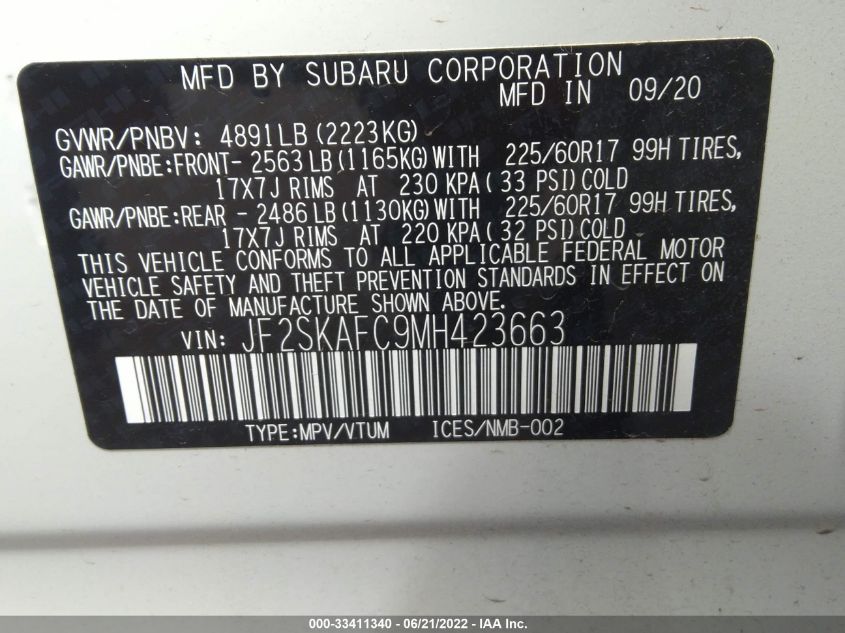 MFD BY SUBARU CORPORATION
MFD IN 09/20
GVWR/PNBV: 4891LB(2223KG)
GAWR/PNBE:FRONT- 2563LB(1165KG)WITH 225/60R17 99H TIRES,
17X7J RIMS AT 230 KPA( 33 PSI)COLD
GAWR/PNBE:REAR - 2486LB(1130KG)WITH 225/60R17 99H TIRES,
17X7J RIMS AT 220 KPA( 32 PSI)COLD
THIS VEHICLE CONFORMS TO ALL APPLICABLE FEDERAL MOTOR
VEHICLE SAFETY AND THEFT PREVENTION STANDARDS IN EFFECT ON
THE DATE OF MANUFACTURE SHOWN ABOVE.
VIN: JF2SKAFC9MH423663
TYPE:MPV/VTUM ICES/NMB-002
000-33411340 - 06/21/2022 - IAA Inc.